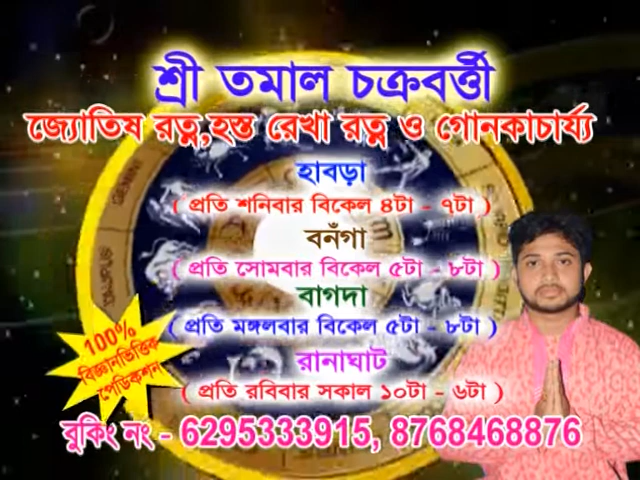 শ্রী তমাল চক্রবর্ত্তী
জ্যোতিষ রত্ন,হস্ত রেখা রত্ন ও গোনকাচার্য্য
হাবড়া
( প্রতি শনিবার বিকেল ৪টা - ৭টা )
বনঁগা
( প্রতি সোমবার বিকেল ৫টা - ৮টা )
বাগদা
( প্রতি মঙ্গলবার বিকেল ৫টা - ৮টা )
রানাঘাট
( প্রতি রবিবার সকাল ১০টা - ৬টা )
100%
বিজ্ঞানভিত্তিক
পেডিকশন
বুকিং নং - 6295333915, 8768468876